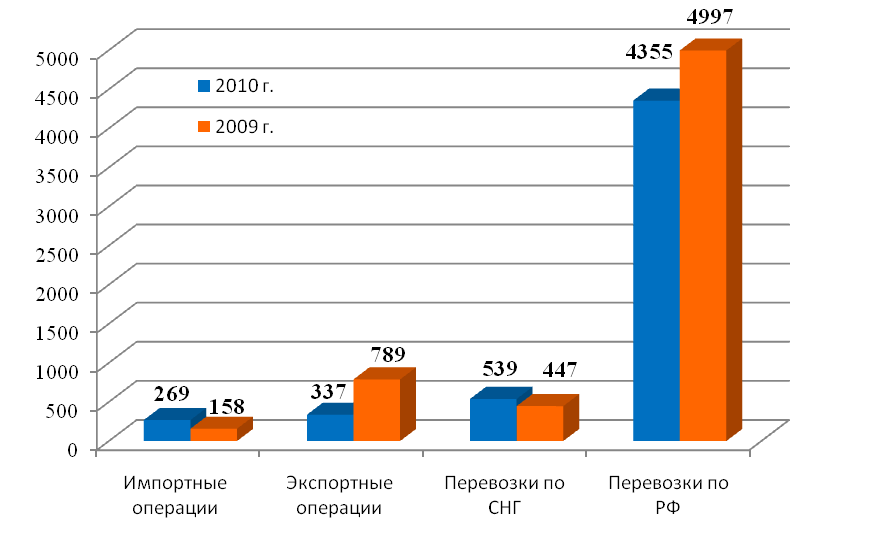 5000
4500
4000
3500
3000
2500
2000
1500
1000
500
0
2010 г.
2009 г.
269
158
337
789
539
447
4355
4997
Импортные
операции
Экспортные
операции
Перевозки по
СНГ
Перевозки по
РФ